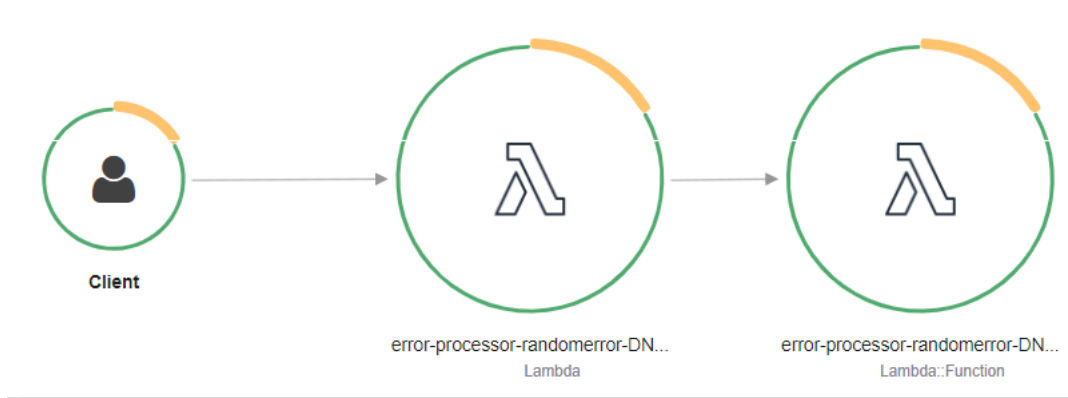 Client
error-processor-randomerror-DN...
Lambda
error-processor-randomerror-DN...
Lambda::Function